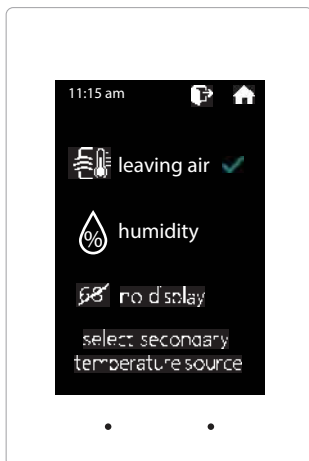 11:15 am
leaving air
%
humidity
68°
no display
select secondary
temperature source